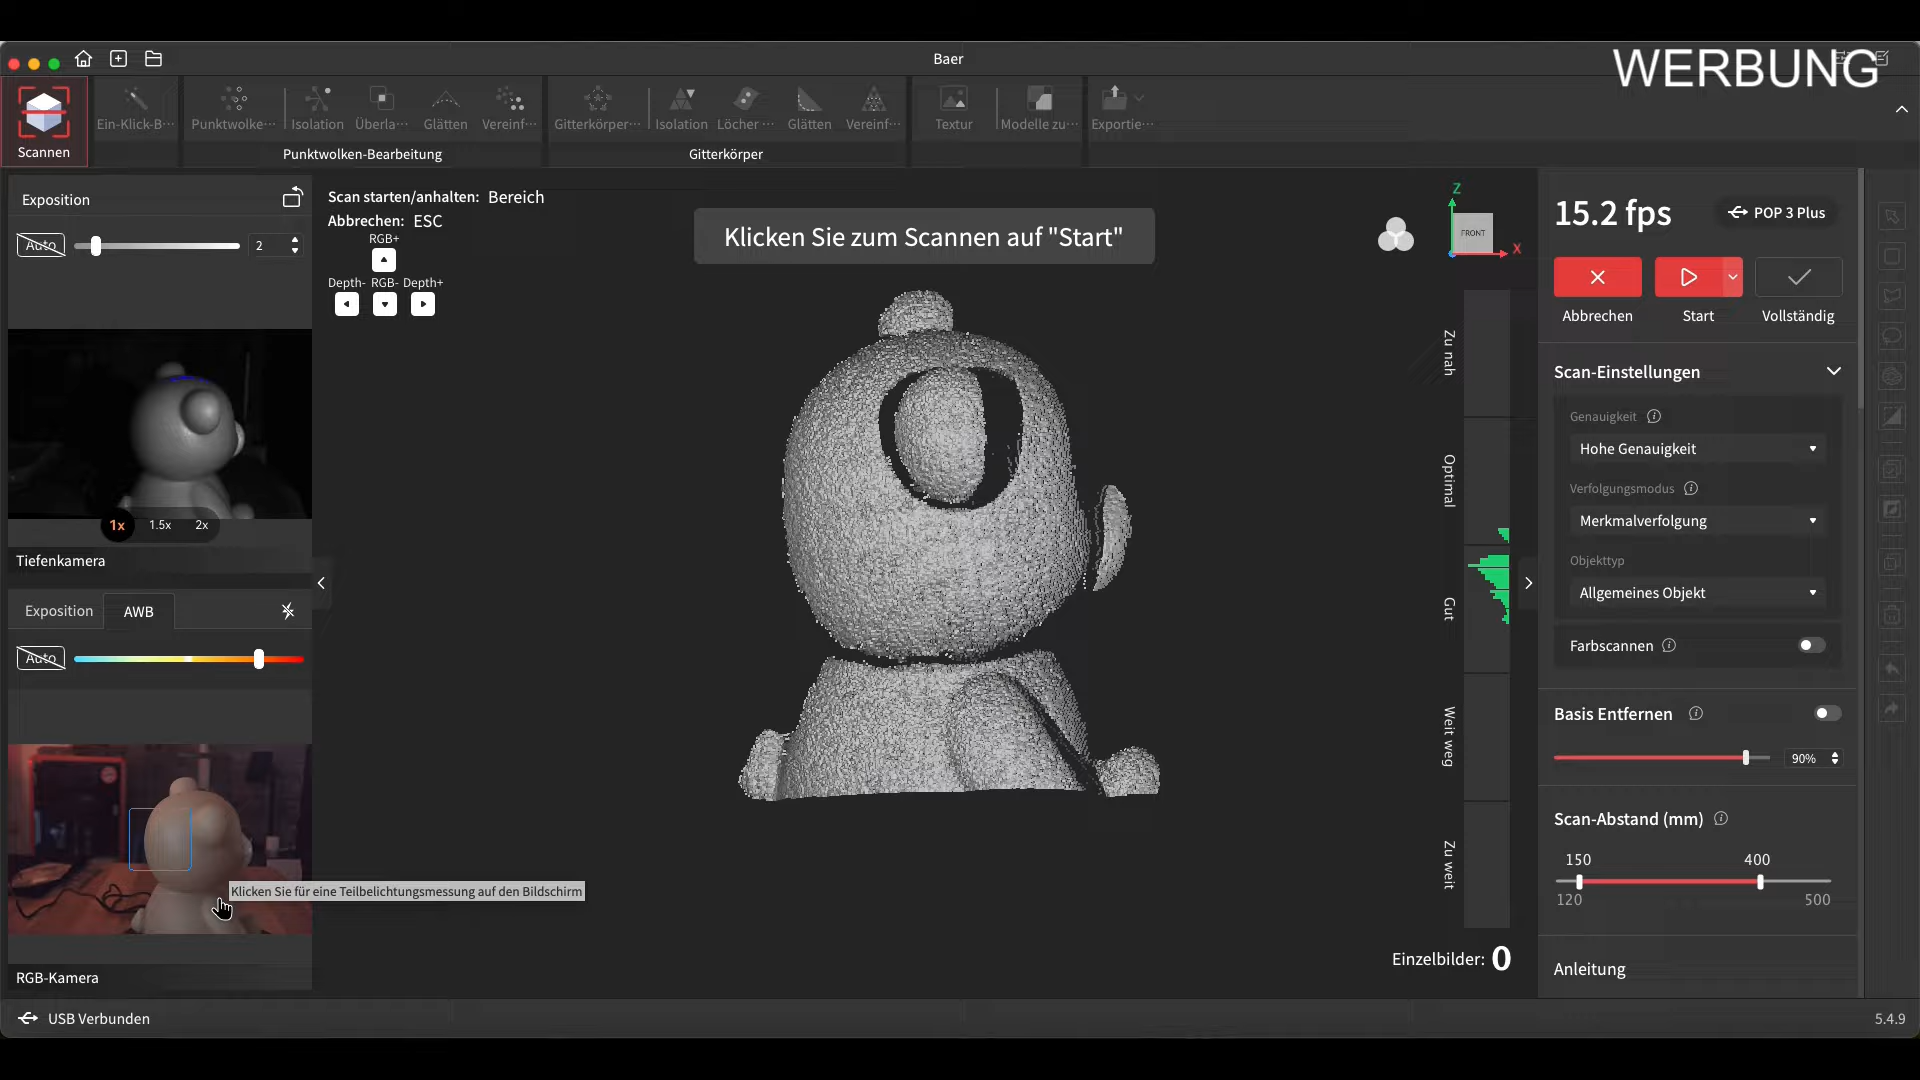 Baer
WERBUNG
Scannen
Ein-Klick-B···
Punktwolke···
Isolation
Überla···
Glätten
Vereinf···
Punktwolken-Bearbeitung
Gitterkörper···
Isolation
Löcher ···
Glätten
Vereinf···
Gitterkörper
Textur
Modelle zu···
Exportie···
Exposition
Auto
2
1x
1.5x
2x
Tiefenkamera
Exposition
AWB
Auto
Klicken Sie für eine Teilbelichtungsmessung auf den Bildschirm
RGB-Kamera
Scan starten/anhalten: Bereich
Abbrechen: ESC
RGB+
Depth- RGB- Depth+
Klicken Sie zum Scannen auf "Start"
Z
FRONT
X
Zu nah
Optimal
Gut
Weit weg
Zu weit
Einzelbilder: 0
15.2 fps
POP 3 Plus
Abbrechen
Start
Vollständig
Scan-Einstellungen
Genauigkeit
Hohe Genauigkeit
Verfolgungsmodus
Merkmalverfolgung
Objekttyp
Allgemeines Objekt
Farbscannen
Basis Entfernen
90%
Scan-Abstand (mm)
150
400
120
500
Anleitung
USB Verbunden
5.4.9